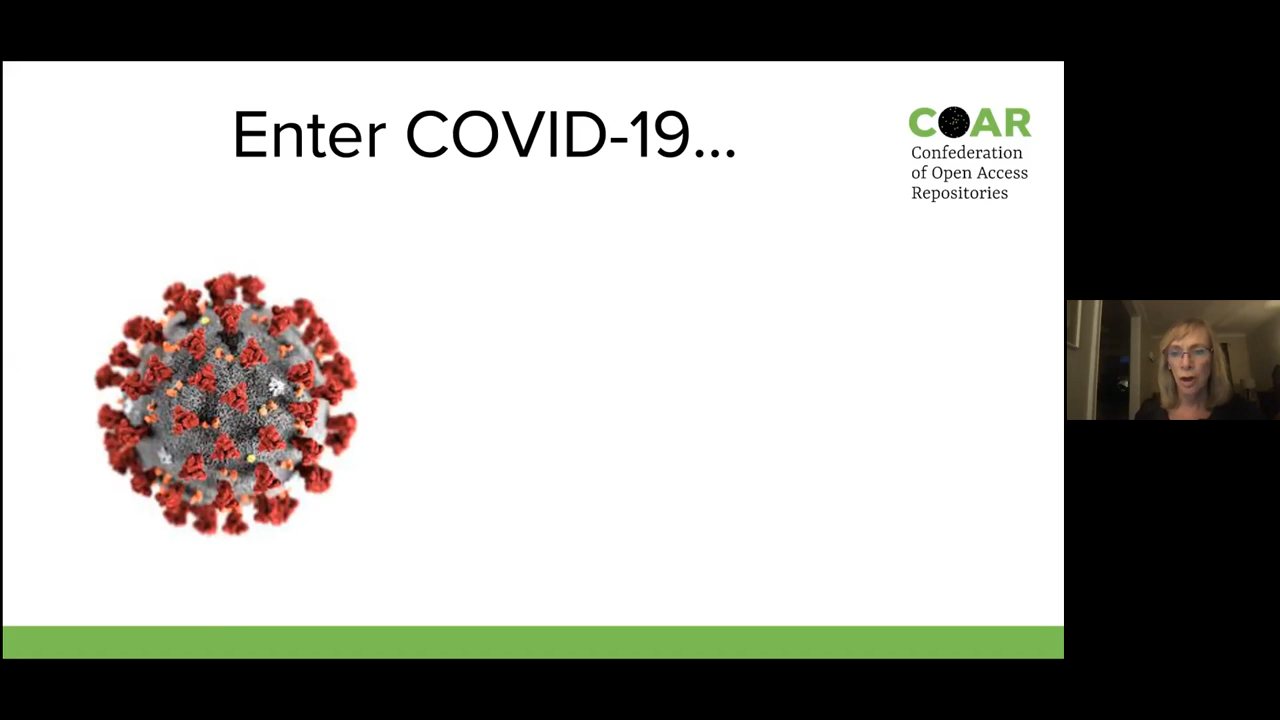 Enter COVID-19...
COAR
Confederation
of Open Access
Repositories